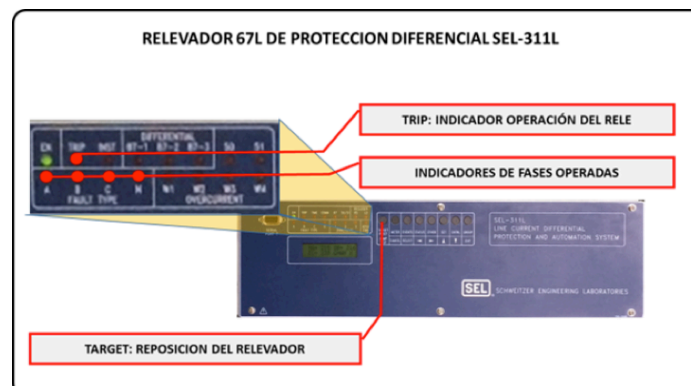 RELEVADOR 67L DE PROTECCION DIFERENCIAL SEL-311L
DIFFERENTIAL
EN TRIP INST 87-1 87-2 87-3 50 51
A B C N W1 W2 W3 W4
FAULT TYPE OVERCURRENT
TRIP: INDICADOR OPERACIÓN DEL RELE
INDICADORES DE FASES OPERADAS
SEL-311L
LINE CURRENT DIFFERENTIAL
PROTECTION AND AUTOMATION SYSTEM
SEL SCHWEITZER ENGINEERING LABORATORIES
TARGET: REPOSICION DEL RELEVADOR